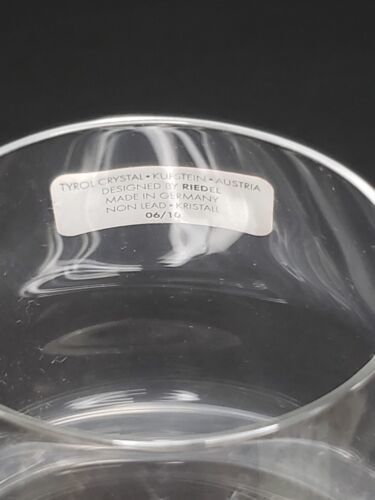 TYROL CRYSTAL • KUFSTEIN • AUSTRIA
DESIGNED BY RIEDEL
MADE IN GERMANY
NON LEAD • KRISTALL
06/10